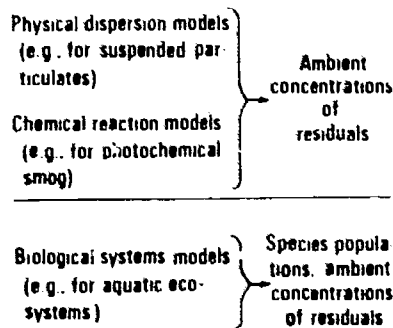 Physical dispersion models
(e.g. for suspended par-
ticulates)
Chemical reaction models
(e.g. for photochemical
smog)
Ambient
concentrations
of
residuals
Biological systems models
(e.g. for aquatic eco-
systems)
Species popula-
tions, ambient
concentrations
of residuals